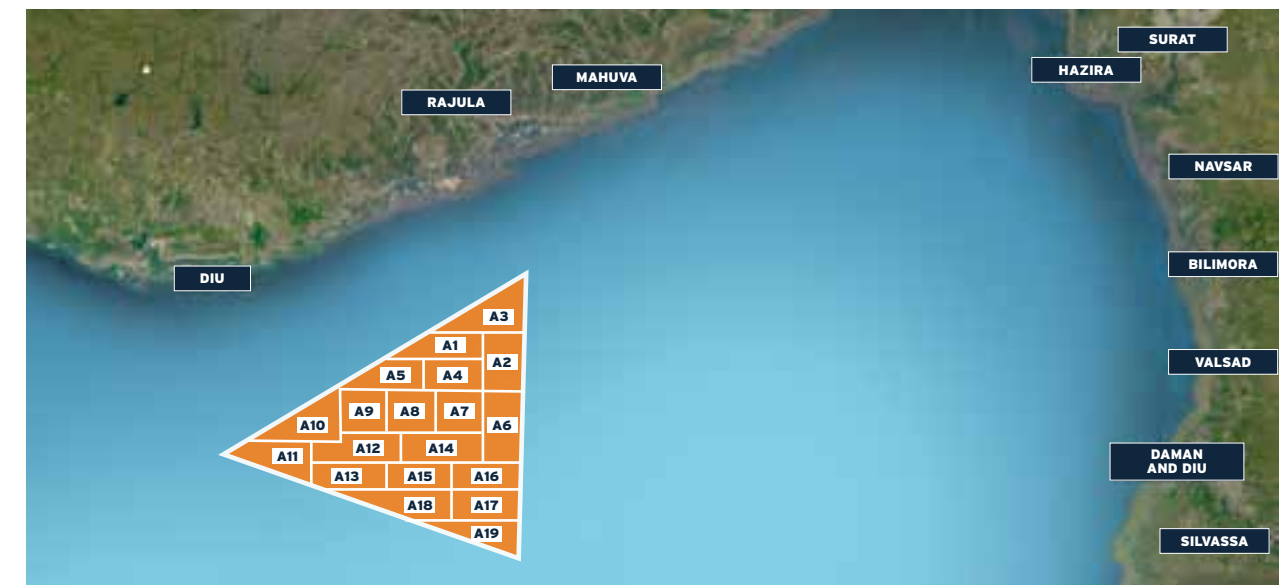 SURAT
HAZIRA
MAHUVA
RAJULA
NAVSAR
BILIMORA
DIU
A3
A1
A2
VALSAD
A5
A4
A9
A8
A7
A10
A6
A12
A14
A11
DAMAN
AND DIU
A13
A15
A16
A18
A17
A19
SILVASSA